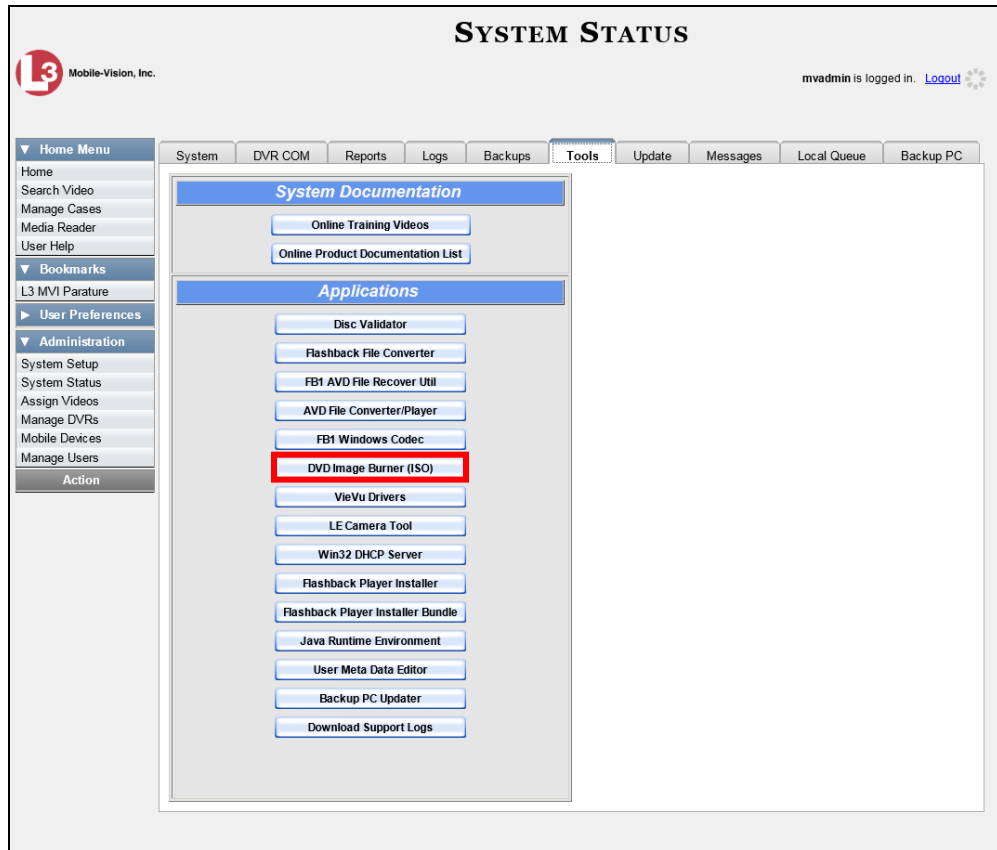 SYSTEM STATUS
L3 Mobile-Vision, Inc.
mvadmin is logged in. Logout
▼ Home Menu
Home
Search Video
Manage Cases
Media Reader
User Help
▼ Bookmarks
L3 MVI Parature
▶ User Preferences
▼ Administration
System Setup
System Status
Assign Videos
Manage DVRs
Mobile Devices
Manage Users
Action
System DVR COM Reports Logs Backups Tools Update Messages Local Queue Backup PC
System Documentation
Online Training Videos
Online Product Documentation List
Applications
Disc Validator
Flashback File Converter
FB1 AVD File Recover Util
AVD File Converter/Player
FB1 Windows Codec
DVD Image Burner (ISO)
VieVu Drivers
LE Camera Tool
Win32 DHCP Server
Flashback Player Installer
Flashback Player Installer Bundle
Java Runtime Environment
User Meta Data Editor
Backup PC Updater
Download Support Logs